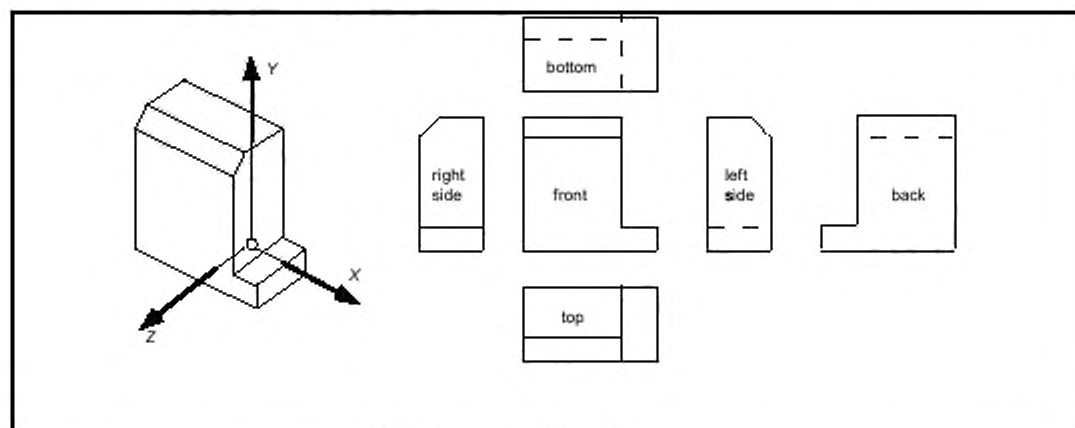 bottom
Y
right
side
front
left
side
back
X
top
Z